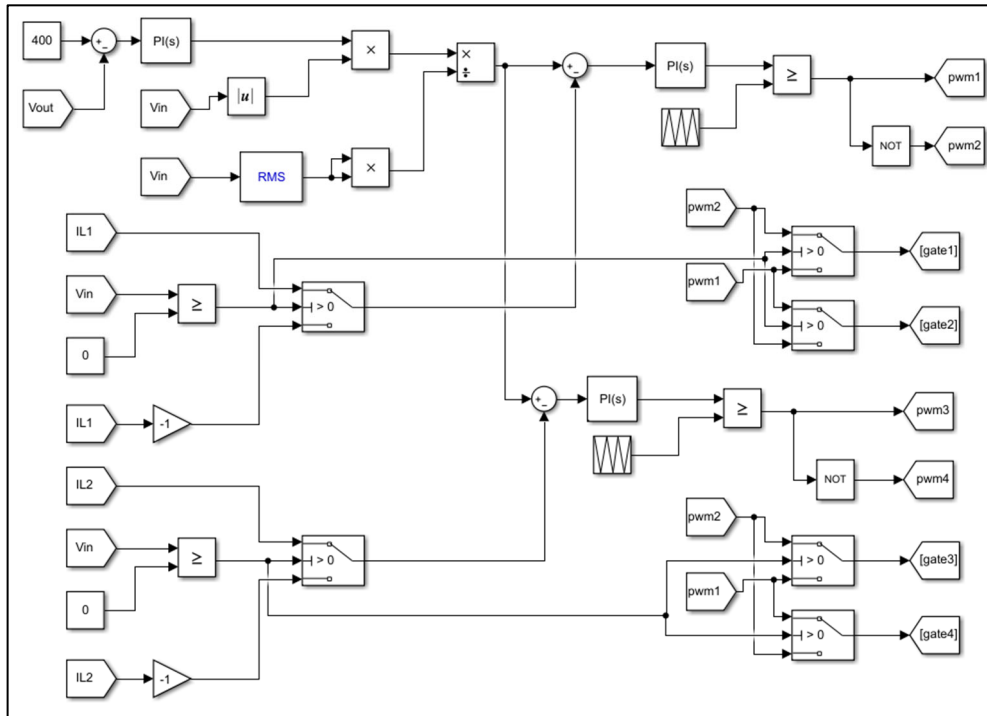 400
+
−
PI(s)
×
×
÷
+
−
PI(s)
≥
pwm1
Vout
Vin
|u|
NOT
pwm2
Vin
RMS
×
IL1
pwm2
[gate1]
> 0
Vin
≥
pwm1
> 0
0
> 0
[gate2]
IL1
-1
+
−
PI(s)
≥
pwm3
IL2
NOT
pwm4
Vin
≥
> 0
pwm2
> 0
[gate3]
0
pwm1
> 0
[gate4]
IL2
-1